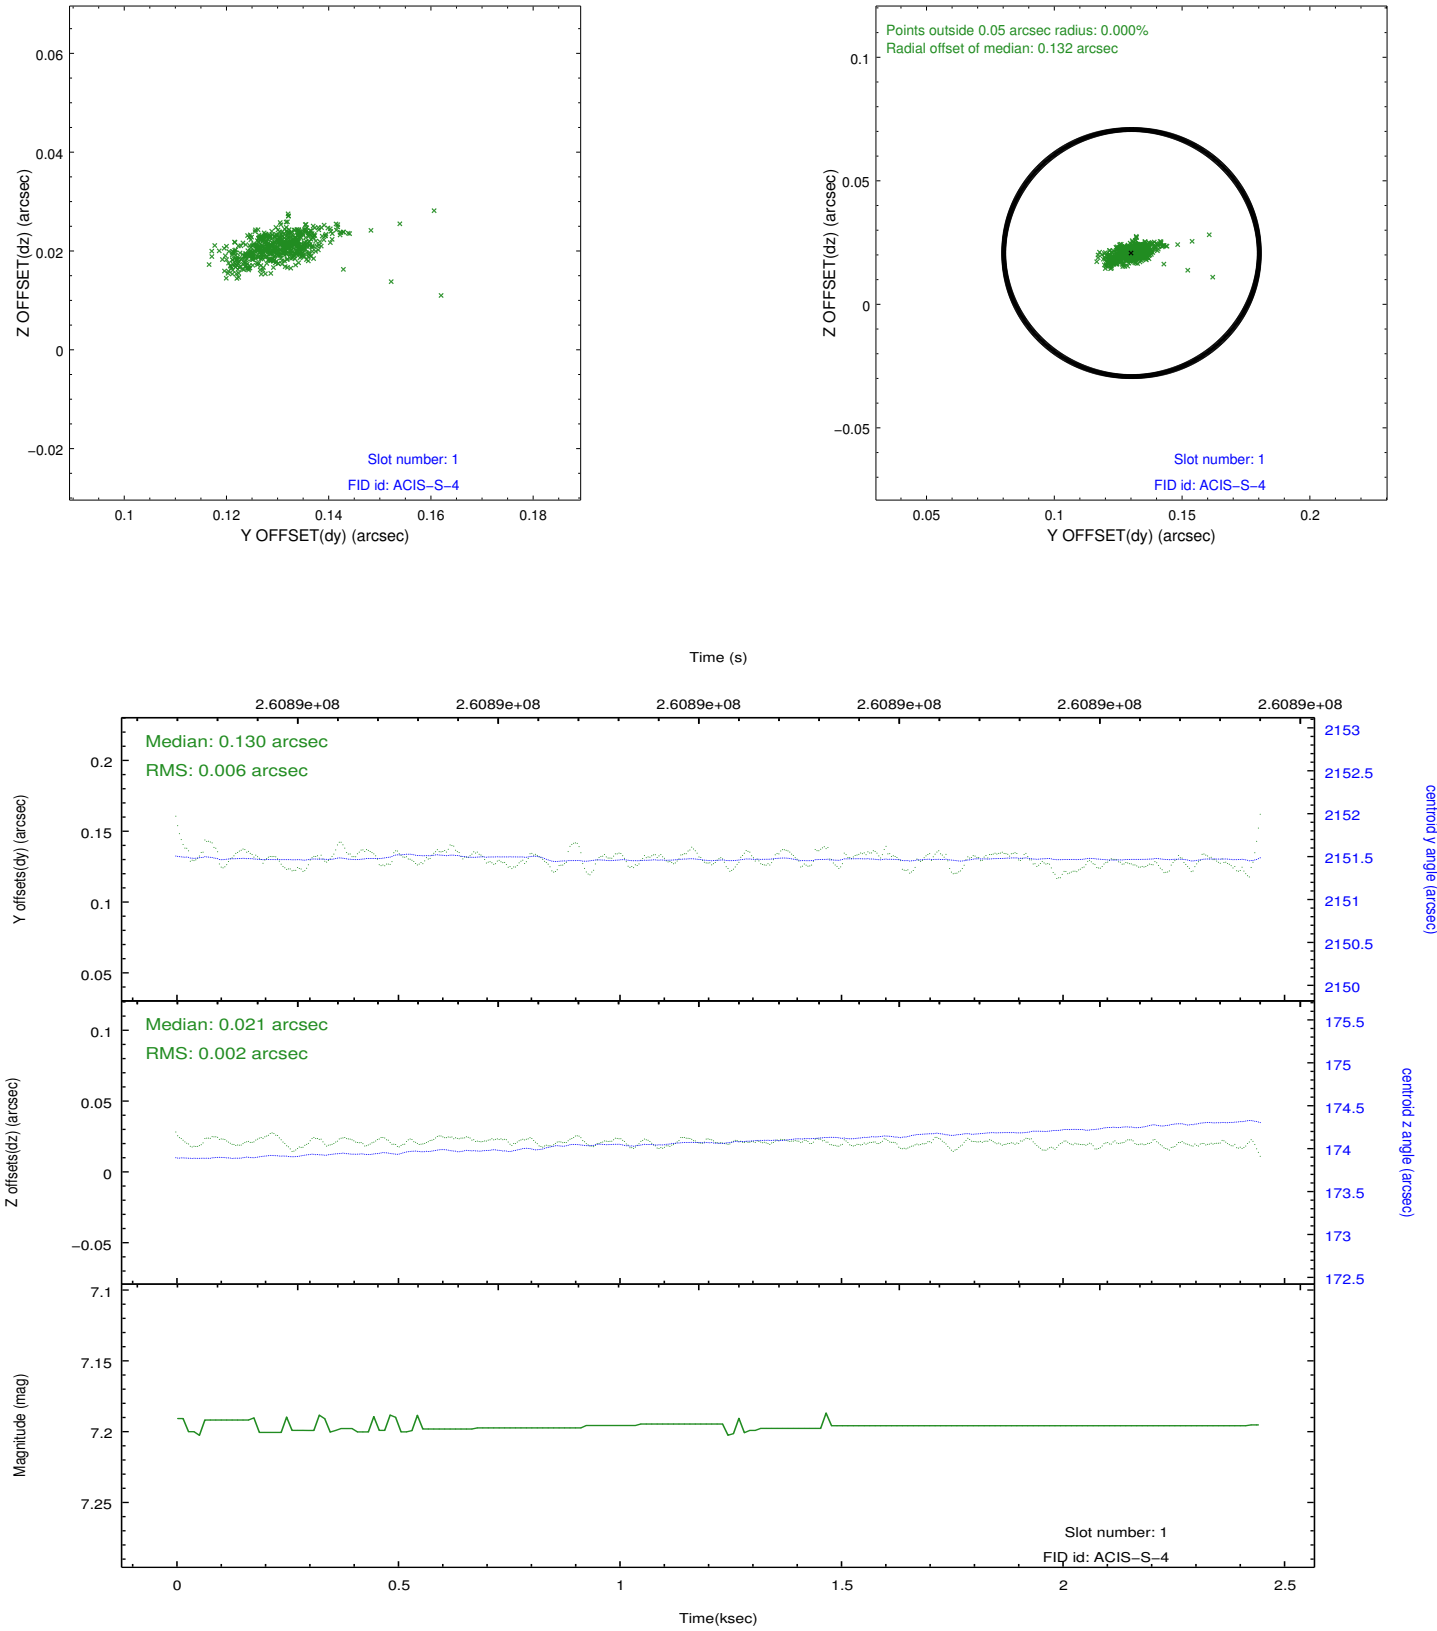 0.06
0.04
0.02
0
−0.02
0.1
0.12
0.14
0.16
0.18
Z OFFSET(dz) (arcsec)
Y OFFSET(dy) (arcsec)
Slot number: 1
FID id: ACIS−S−4
Points outside 0.05 arcsec radius: 0.000%
Radial offset of median: 0.132 arcsec
0.1
0.05
0
−0.05
0.05
0.1
0.15
0.2
Z OFFSET(dz) (arcsec)
Y OFFSET(dy) (arcsec)
Slot number: 1
FID id: ACIS−S−4
Time (s)
2.6089e+08
2.6089e+08
2.6089e+08
2.6089e+08
2.6089e+08
2.6089e+08
Median: 0.130 arcsec
RMS: 0.006 arcsec
0.2
0.15
0.1
0.05
Y offsets(dy) (arcsec)
2153
2152.5
2152
2151.5
2151
2150.5
2150
centroid y angle (arcsec)
Median: 0.021 arcsec
RMS: 0.002 arcsec
0.1
0.05
0
−0.05
Z offsets(dz) (arcsec)
175.5
175
174.5
174
173.5
173
172.5
centroid z angle (arcsec)
7.1
7.15
7.2
7.25
Magnitude (mag)
Slot number: 1
FID id: ACIS−S−4
0
0.5
1
1.5
2
2.5
Time(ksec)